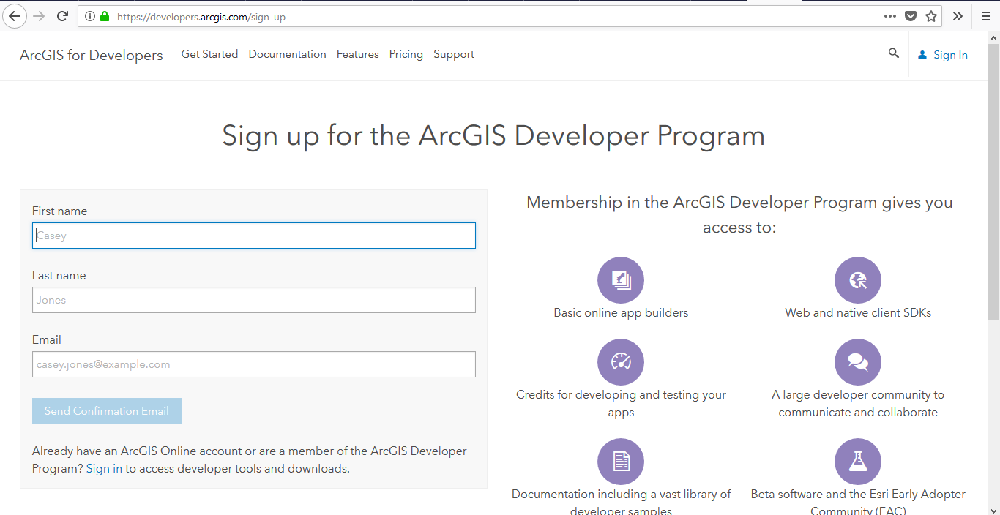 https://developers.arcgis.com/sign-up
ArcGIS for Developers
Get Started Documentation Features Pricing Support
Sign In
Sign up for the ArcGIS Developer Program
First name
Casey
Last name
Jones
Email
casey.jones@example.com
Send Confirmation Email
Already have an ArcGIS Online account or are a member of the ArcGIS Developer
Program? Sign in to access developer tools and downloads.
Membership in the ArcGIS Developer Program gives you
access to:
Basic online app builders
Web and native client SDKs
Credits for developing and testing your
apps
A large developer community to
communicate and collaborate
Documentation including a vast library of
developer samples
Beta software and the Esri Early Adopter
Community (EAC)